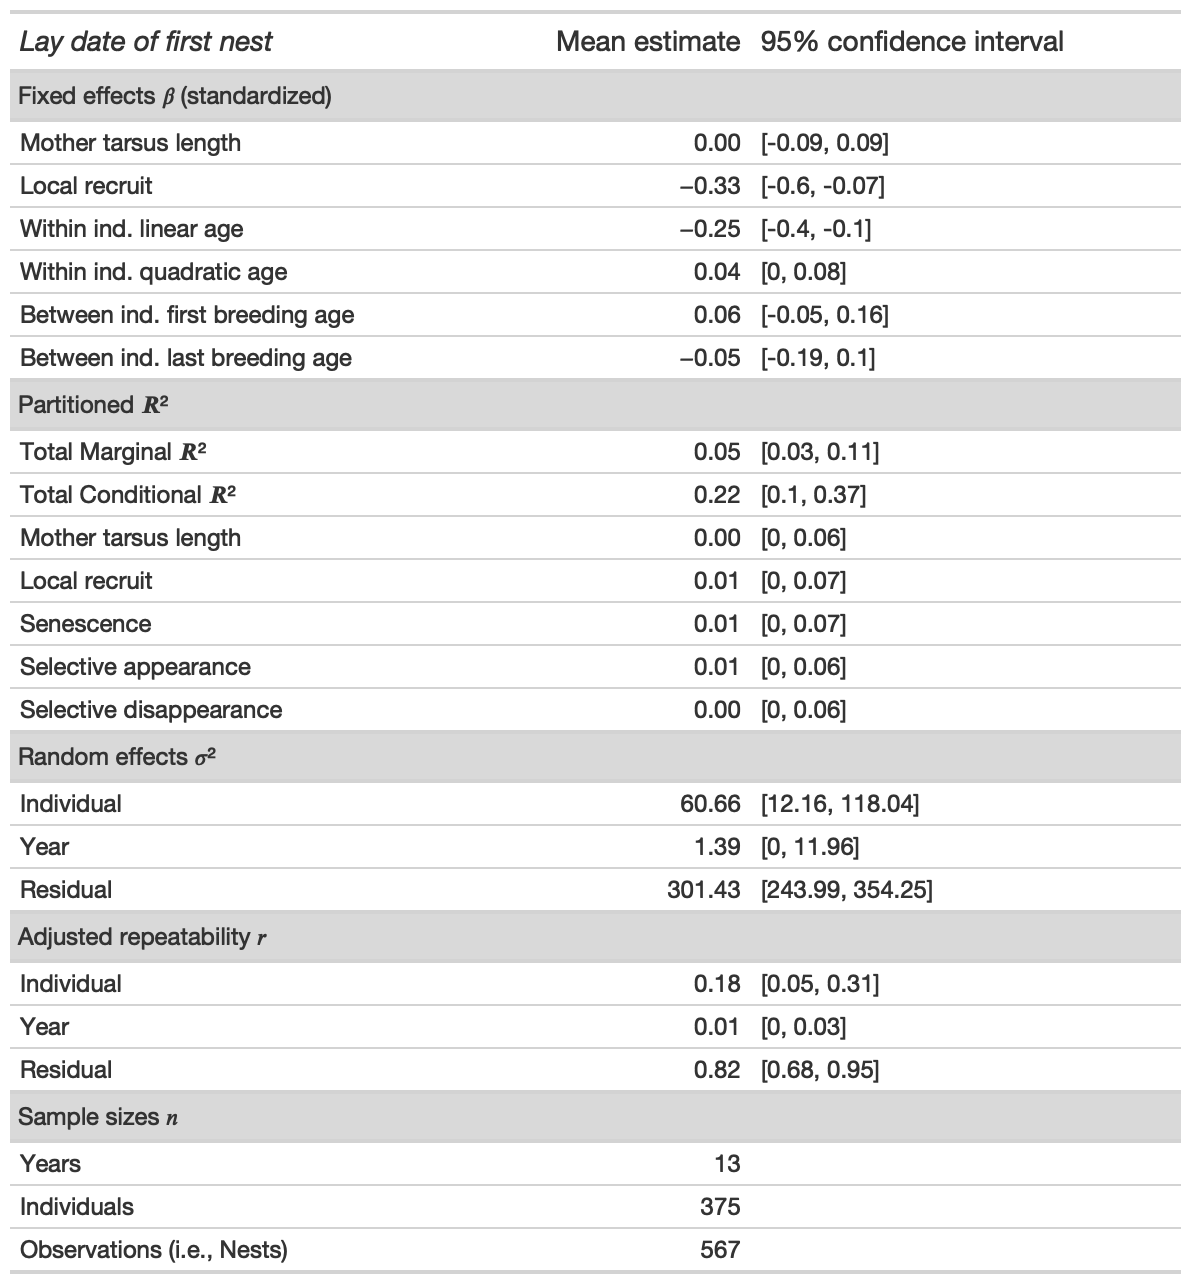 Lay date of first nest Mean estimate 95% confidence interval
Fixed effects β (standardized)
Mother tarsus length 0.00 [-0.09, 0.09]
Local recruit −0.33 [-0.6, -0.07]
Within ind. linear age −0.25 [-0.4, -0.1]
Within ind. quadratic age 0.04 [0, 0.08]
Between ind. first breeding age 0.06 [-0.05, 0.16]
Between ind. last breeding age −0.05 [-0.19, 0.1]
Partitioned R²
Total Marginal R² 0.05 [0.03, 0.11]
Total Conditional R² 0.22 [0.1, 0.37]
Mother tarsus length 0.00 [0, 0.06]
Local recruit 0.01 [0, 0.07]
Senescence 0.01 [0, 0.07]
Selective appearance 0.01 [0, 0.06]
Selective disappearance 0.00 [0, 0.06]
Random effects σ²
Individual 60.66 [12.16, 118.04]
Year 1.39 [0, 11.96]
Residual 301.43 [243.99, 354.25]
Adjusted repeatability r
Individual 0.18 [0.05, 0.31]
Year 0.01 [0, 0.03]
Residual 0.82 [0.68, 0.95]
Sample sizes n
Years 13
Individuals 375
Observations (i.e., Nests) 567